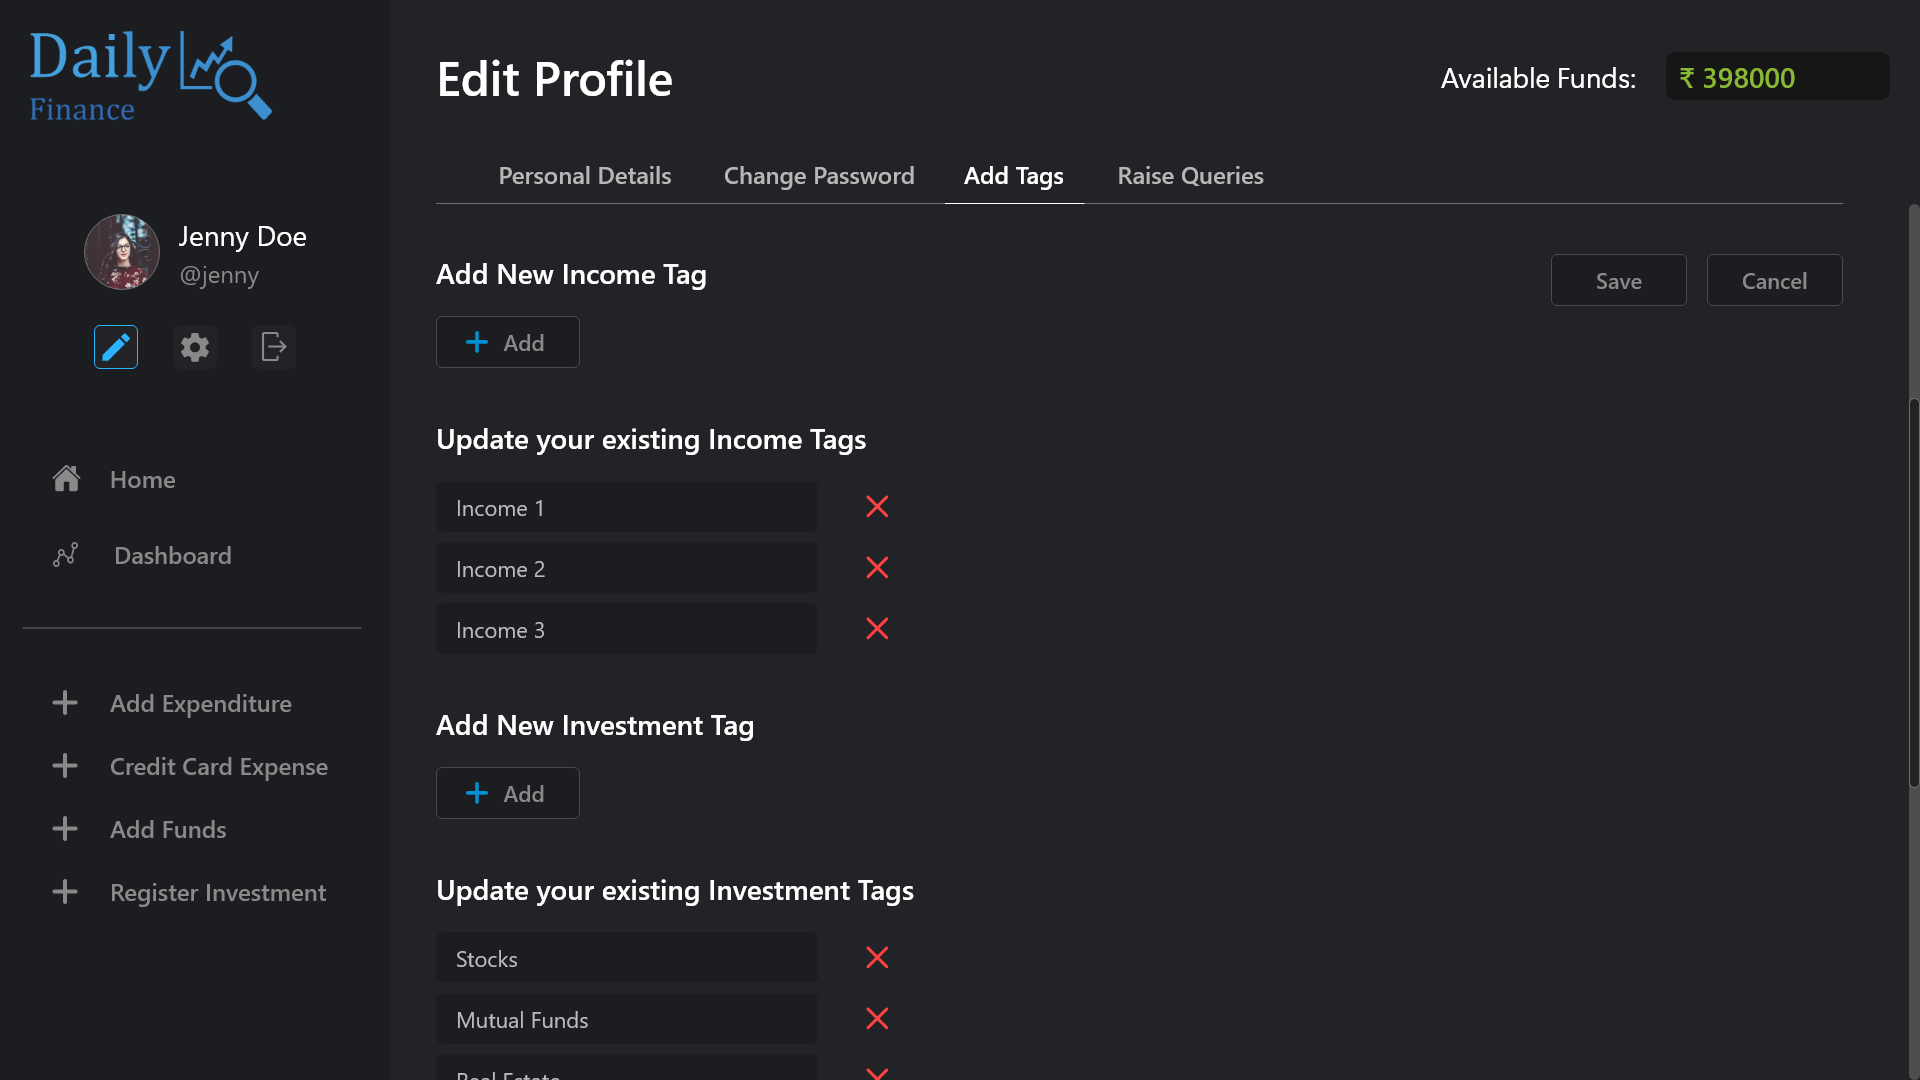 Daily
Finance
Jenny Doe
@jenny
Home
Dashboard
Add Expenditure
Credit Card Expense
Add Funds
Register Investment
Edit Profile
Available Funds:
₹ 398000
Personal Details
Change Password
Add Tags
Raise Queries
Add New Income Tag
Save
Cancel
Add
Update your existing Income Tags
Income 1
Income 2
Income 3
Add New Investment Tag
Add
Update your existing Investment Tags
Stocks
Mutual Funds
Real Estate